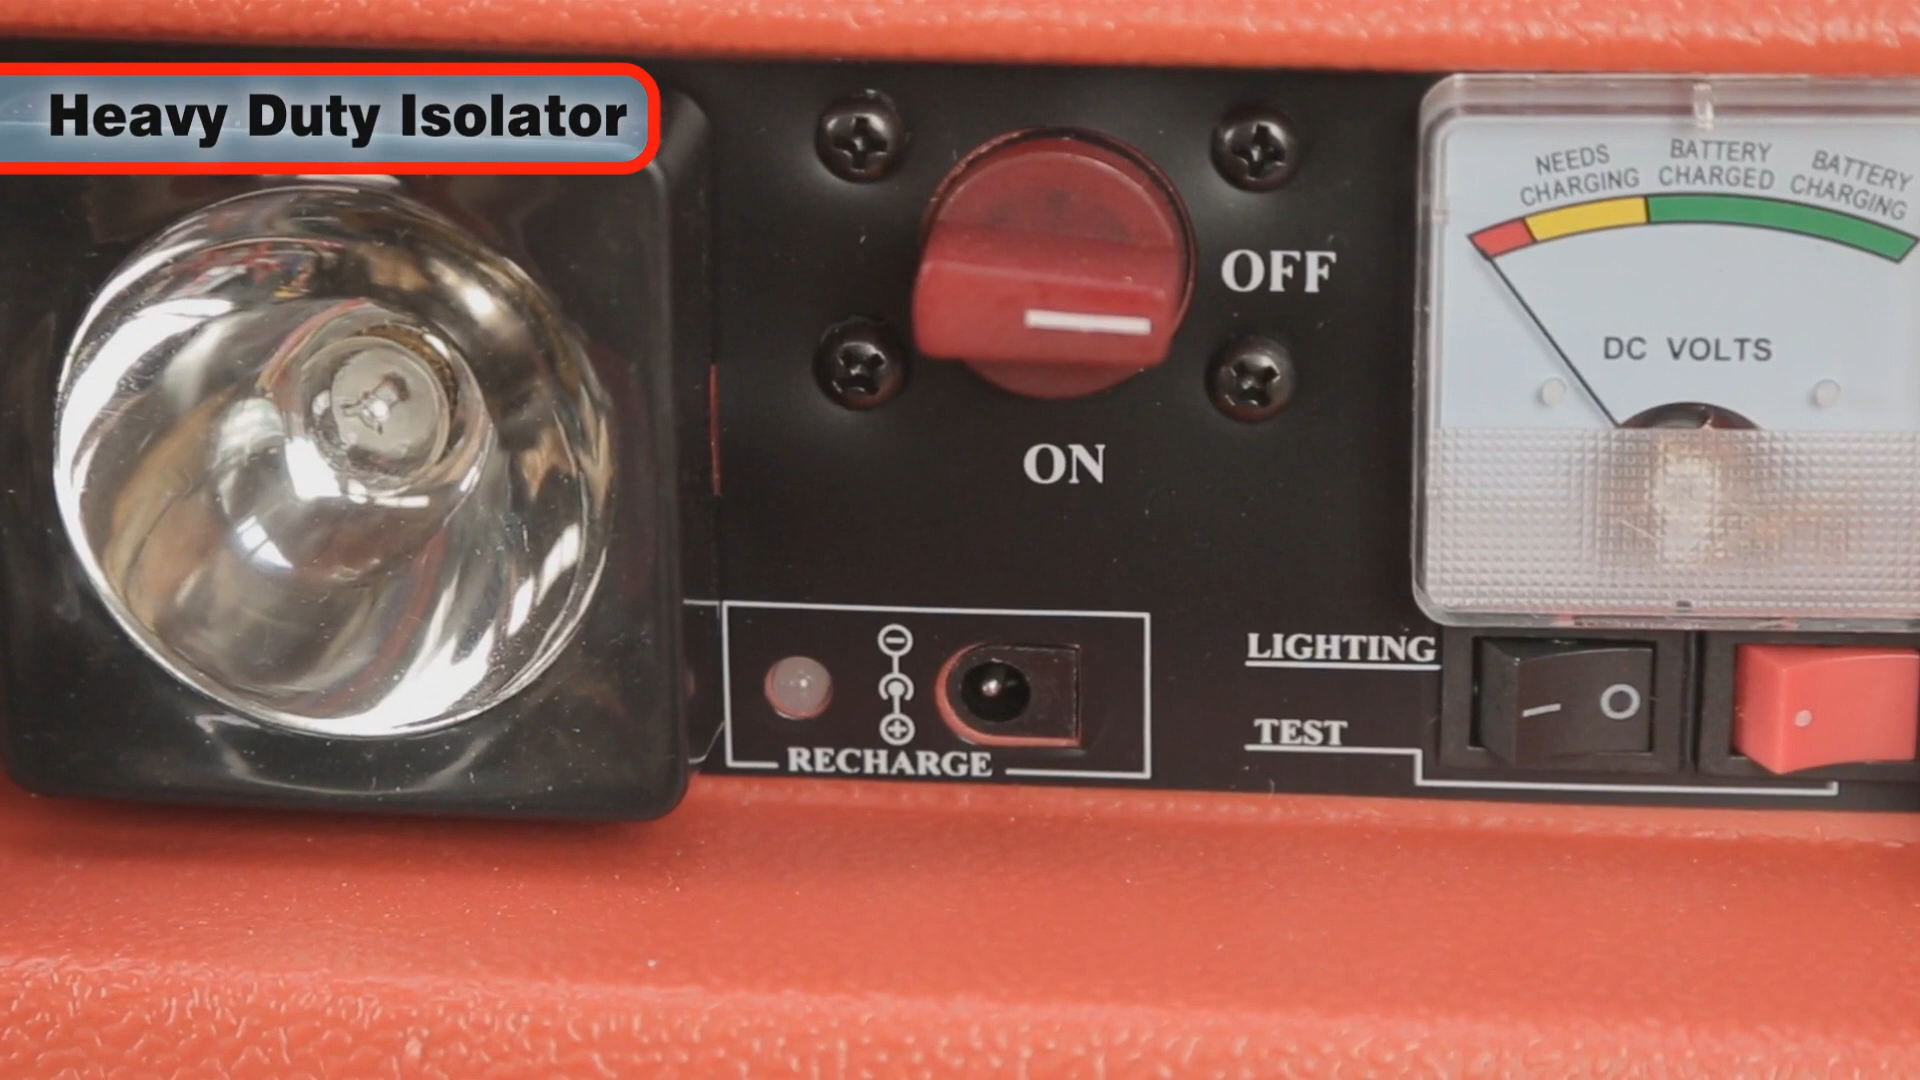 Heavy Duty Isolator
NEEDS CHARGING
BATTERY CHARGED
BATTERY CHARGING
OFF
DC VOLTS
ON
LIGHTING
TEST
RECHARGE